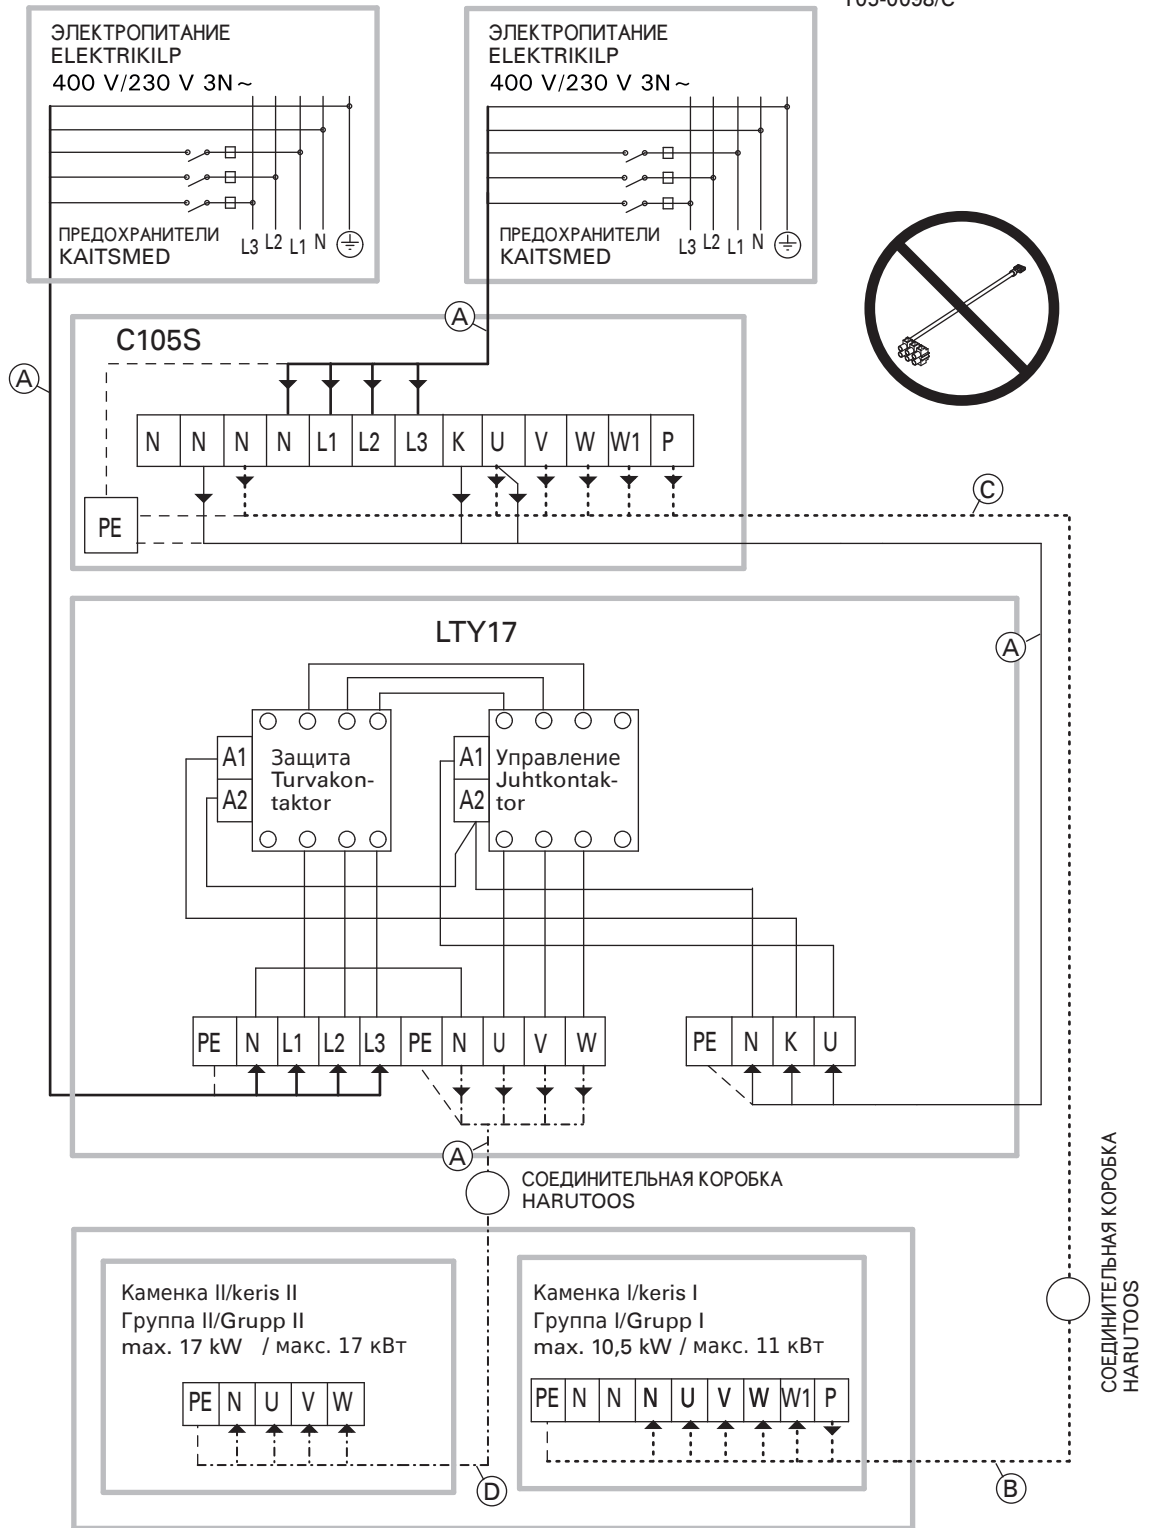 Y05-0098/C
ЭЛЕКТРОПИТАНИЕ
ELEKTRIKILP
400 V/230 V 3N~
ПРЕДОХРАНИТЕЛИ
KAITSMED
L3 L2 L1 N
ЭЛЕКТРОПИТАНИЕ
ELEKTRIKILP
400 V/230 V 3N~
ПРЕДОХРАНИТЕЛИ
KAITSMED
L3 L2 L1 N
A
A
C105S
N N N N L1 L2 L3 K U V W W1 P
PE
C
LTY17
A
A1
A2
Защита
Turvakon-
taktor
A1
A2
Управление
Juhtkontak-
tor
PE N L1 L2 L3 PE N U V W
PE N K U
A
СОЕДИНИТЕЛЬНАЯ КОРОБКА
HARUTOOS
СОЕДИНИТЕЛЬНАЯ КОРОБКА
HARUTOOS
Каменка II/keris II
Группа II/Grupp II
max. 17 kW / макс. 17 кВт
PE N U V W
D
Каменка I/keris I
Группа I/Grupp I
max. 10,5 kW / макс. 11 кВт
PE N N N U V W W1 P
B